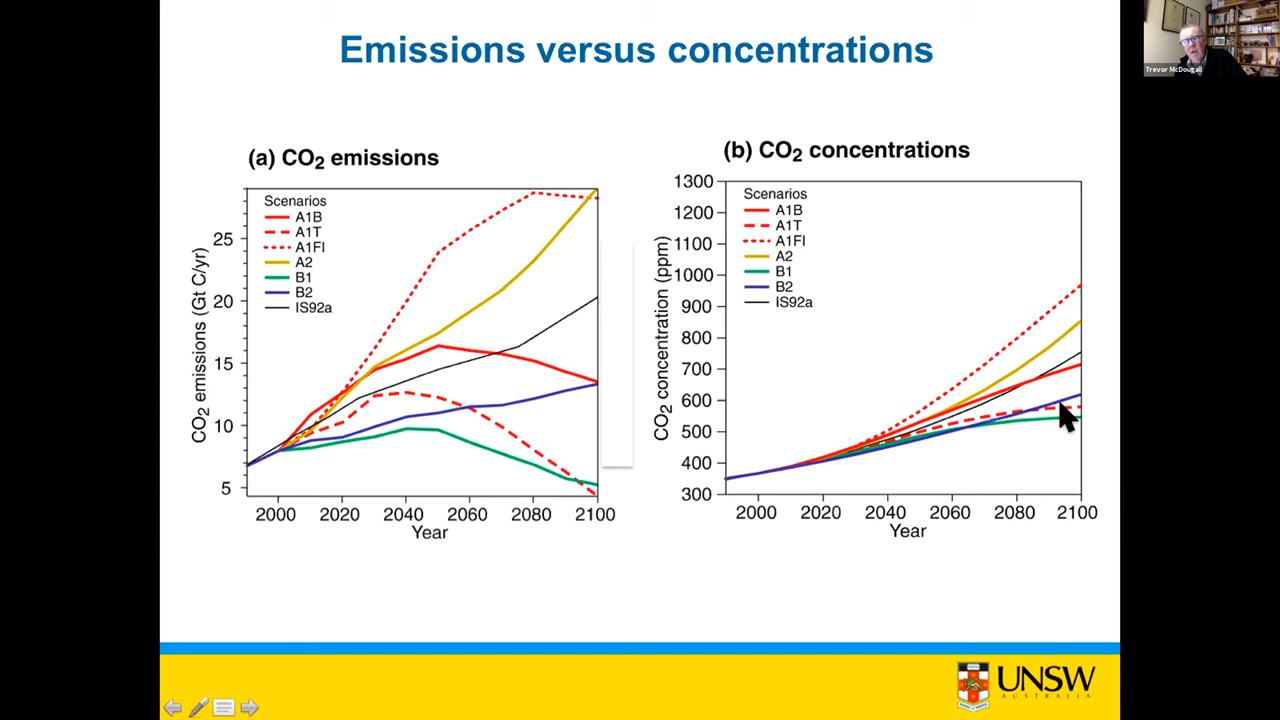 Emissions versus concentrations
Trevor McDougall
(a) CO2 emissions
Scenarios
A1B
A1T
A1FI
A2
B1
B2
IS92a
CO2 emissions (Gt C/yr)
25
20
15
10
5
2000 2020 2040 2060 2080 2100
Year
(b) CO2 concentrations
Scenarios
A1B
A1T
A1FI
A2
B1
B2
IS92a
CO2 concentration (ppm)
1300
1200
1100
1000
900
800
700
600
500
400
300
2000 2020 2040 2060 2080 2100
Year
UNSW
AUSTRALIA